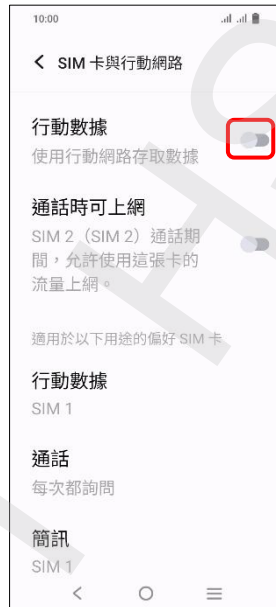 10:00
SIM 卡與行動網路
行動數據
使用行動網路存取數據
通話時可上網
SIM 2（SIM 2）通話期
間，允許使用這張卡的
流量上網。
適用於以下用途的偏好 SIM 卡
行動數據
SIM 1
通話
每次都詢問
簡訊
SIM 1